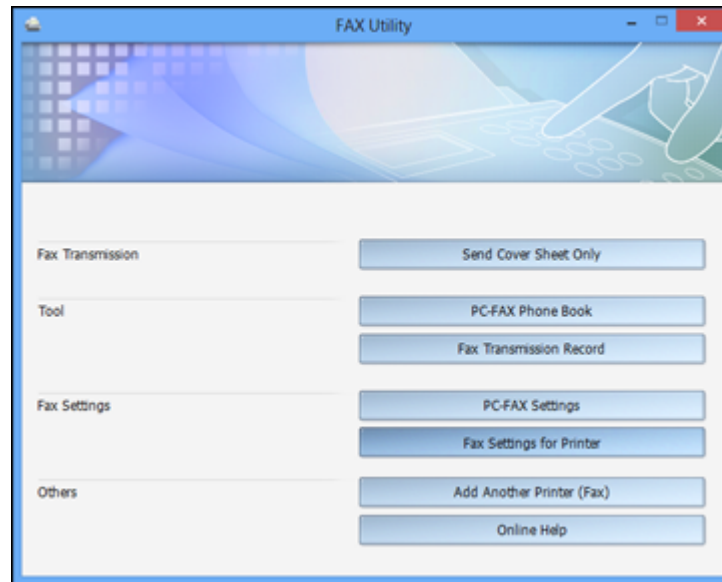 FAX Utility
Fax Transmission
Send Cover Sheet Only
Tool
PC-FAX Phone Book
Fax Transmission Record
Fax Settings
PC-FAX Settings
Fax Settings for Printer
Others
Add Another Printer (Fax)
Online Help